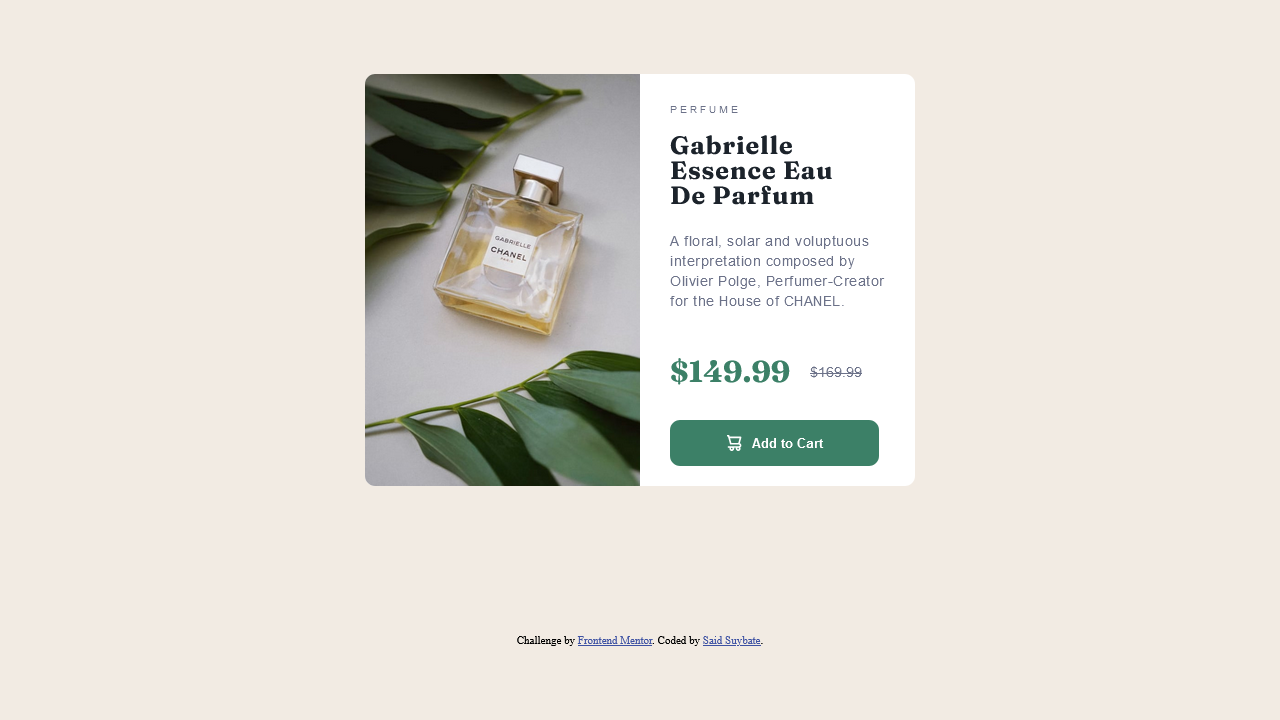 PERFUME
Gabrielle
Essence Eau
De Parfum
A floral, solar and voluptuous
interpretation composed by
Olivier Polge, Perfumer-Creator
for the House of CHANEL.
$149.99 $169.99
Add to Cart
GABRIELLE
CHANEL
PARIS
Challenge by Frontend Mentor. Coded by Said Suybate.